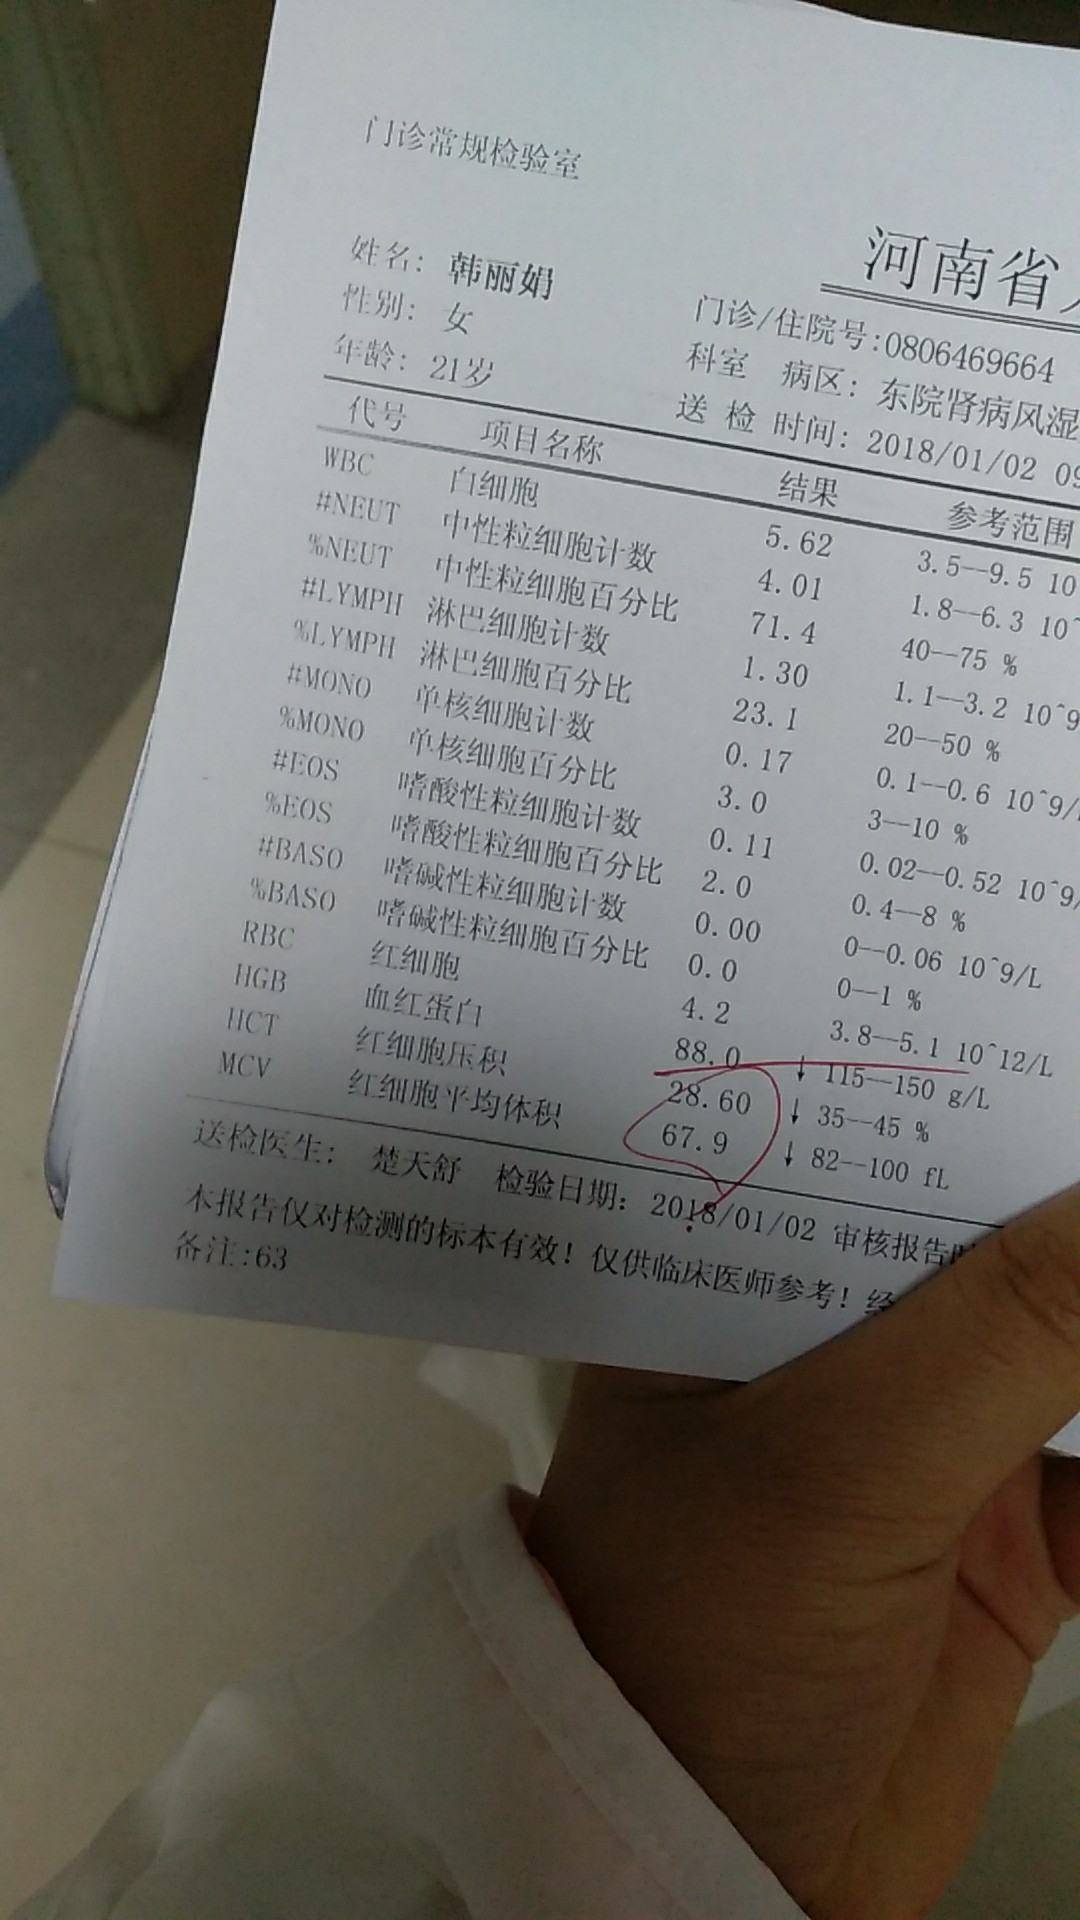 门诊常规检验室
河南省
姓名: 韩丽娟
门诊/住院号:0806469664
性别: 女
科室 病区: 东院肾病风湿
年龄: 21岁
送 检 时间: 2018/01/02 09
代号 项目名称 结果 参考范围
WBC 白细胞 5.62 3.5--9.5 10
#NEUT 中性粒细胞计数 4.01 1.8--6.3 10^
%NEUT 中性粒细胞百分比 71.4 40--75 %
#LYMPH 淋巴细胞计数 1.30 1.1--3.2 10^9
%LYMPH 淋巴细胞百分比 23.1 20--50 %
#MONO 单核细胞计数 0.17 0.1--0.6 10^9/
%MONO 单核细胞百分比 3.0 3--10 %
#EOS 嗜酸性粒细胞计数 0.11 0.02--0.52 10^9/
%EOS 嗜酸性粒细胞百分比 2.0 0.4--8 %
#BASO 嗜碱性粒细胞计数 0.00 0--0.06 10^9/L
%BASO 嗜碱性粒细胞百分比 0.0 0--1 %
RBC 红细胞 4.2 3.8--5.1 10^12/L
HGB 血红蛋白 88.0 ↓ 115--150 g/L
HCT 红细胞压积 28.60 ↓ 35--45 %
MCV 红细胞平均体积 67.9 ↓ 82--100 fL
送检医生: 楚天舒 检验日期: 2018/01/02 审核报告
本报告仅对检测的标本有效! 仅供临床医师参考!
备注:63